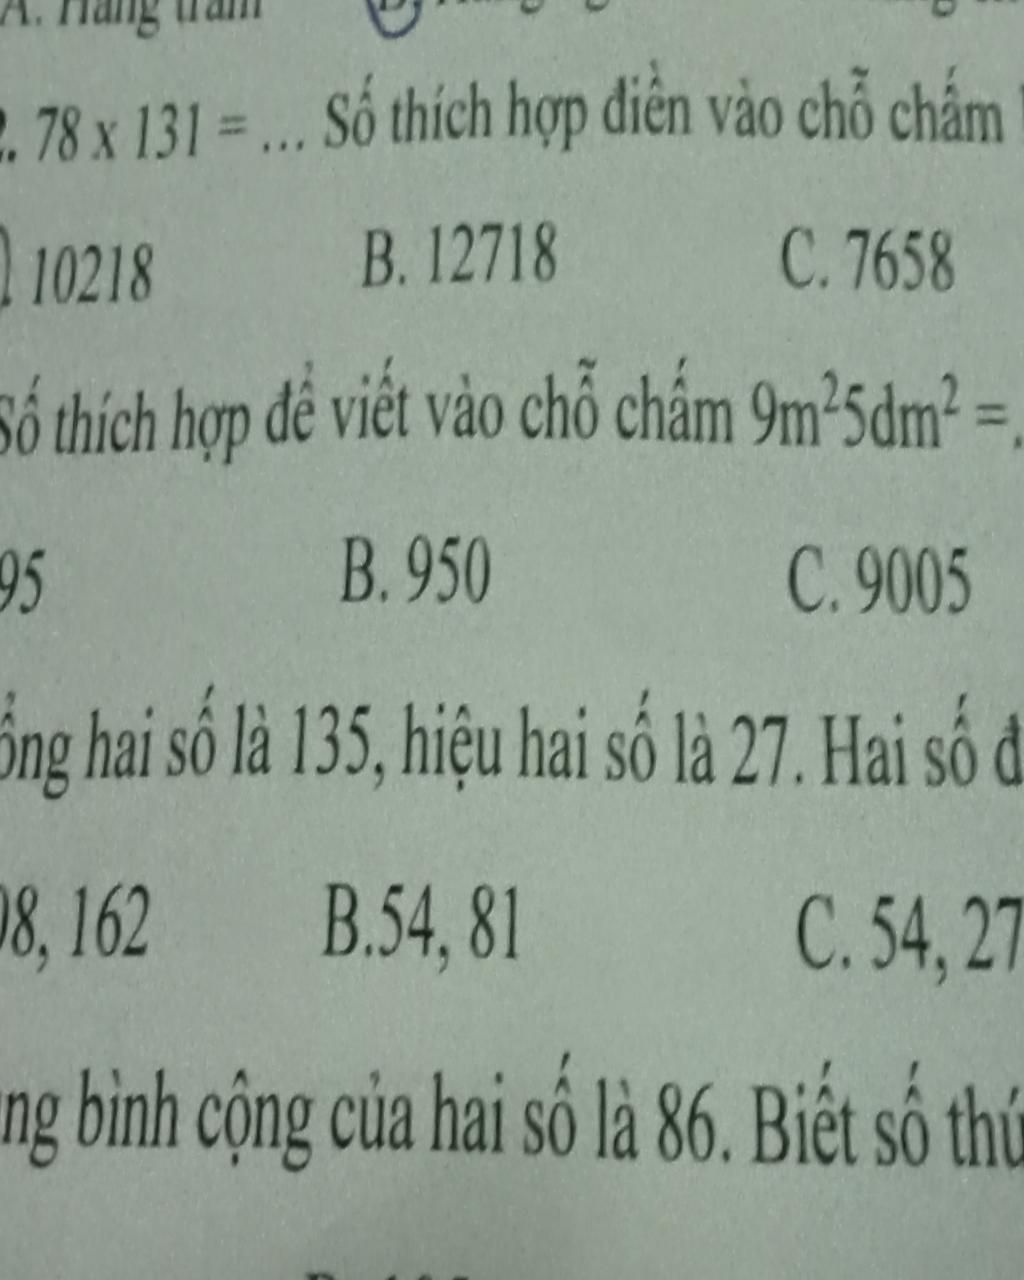 A. Hàng trăm B.
2. 78 x 131 = ... Số thích hợp điền vào chỗ chấm
10218 B. 12718 C. 7658
Số thích hợp để viết vào chỗ chấm 9m²5dm² = .
95 B. 950 C. 9005
ổng hai số là 135, hiệu hai số là 27. Hai số đ
8, 162 B.54, 81 C. 54, 27
ng bình cộng của hai số là 86. Biết số thứ